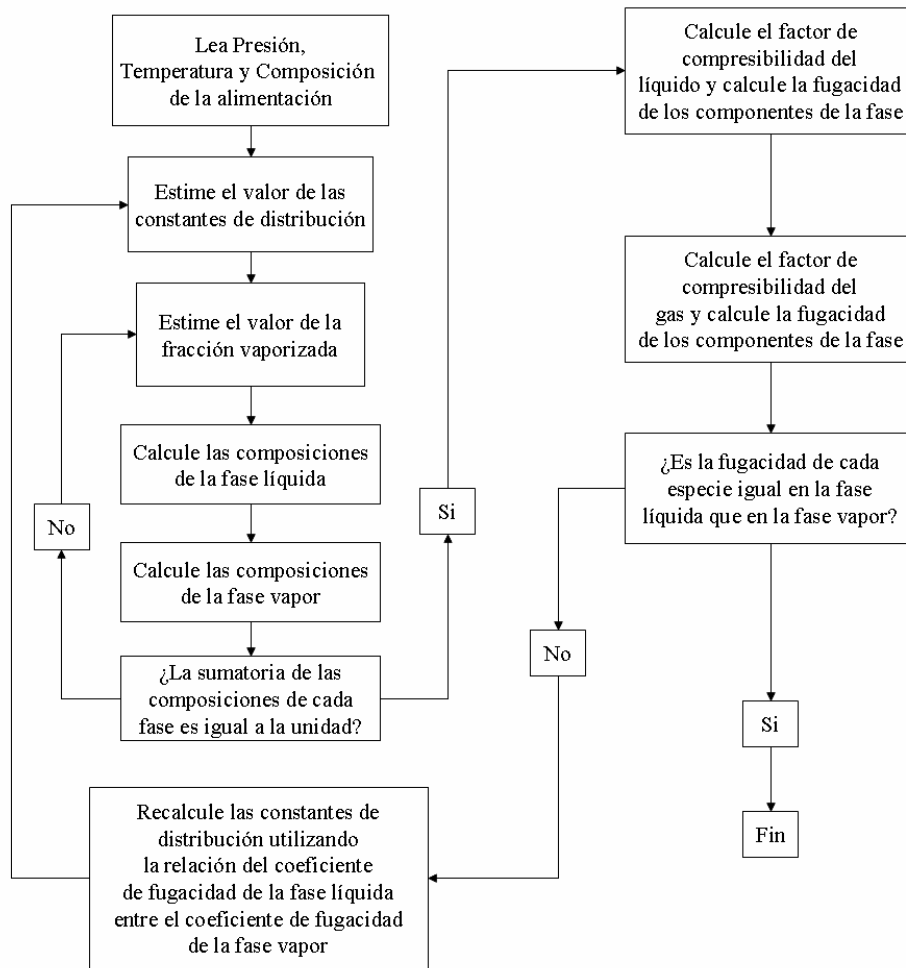 Lea Presión,
Temperatura y Composición
de la alimentación
Estime el valor de las
constantes de distribución
Estime el valor de la
fracción vaporizada
Calcule las composiciones
de la fase líquida
No
Calcule las composiciones
de la fase vapor
¿La sumatoria de las
composiciones de cada
fase es igual a la unidad?
Si
Recalcule las constantes de
distribución utilizando
la relación del coeficiente
de fugacidad de la fase líquida
entre el coeficiente de fugacidad
de la fase vapor
Calcule el factor de
compresibilidad del
líquido y calcule la fugacidad
de los componentes de la fase
Calcule el factor de
compresibilidad del
gas y calcule la fugacidad
de los componentes de la fase
¿Es la fugacidad de cada
especie igual en la fase
líquida que en la fase vapor?
No
Si
Fin